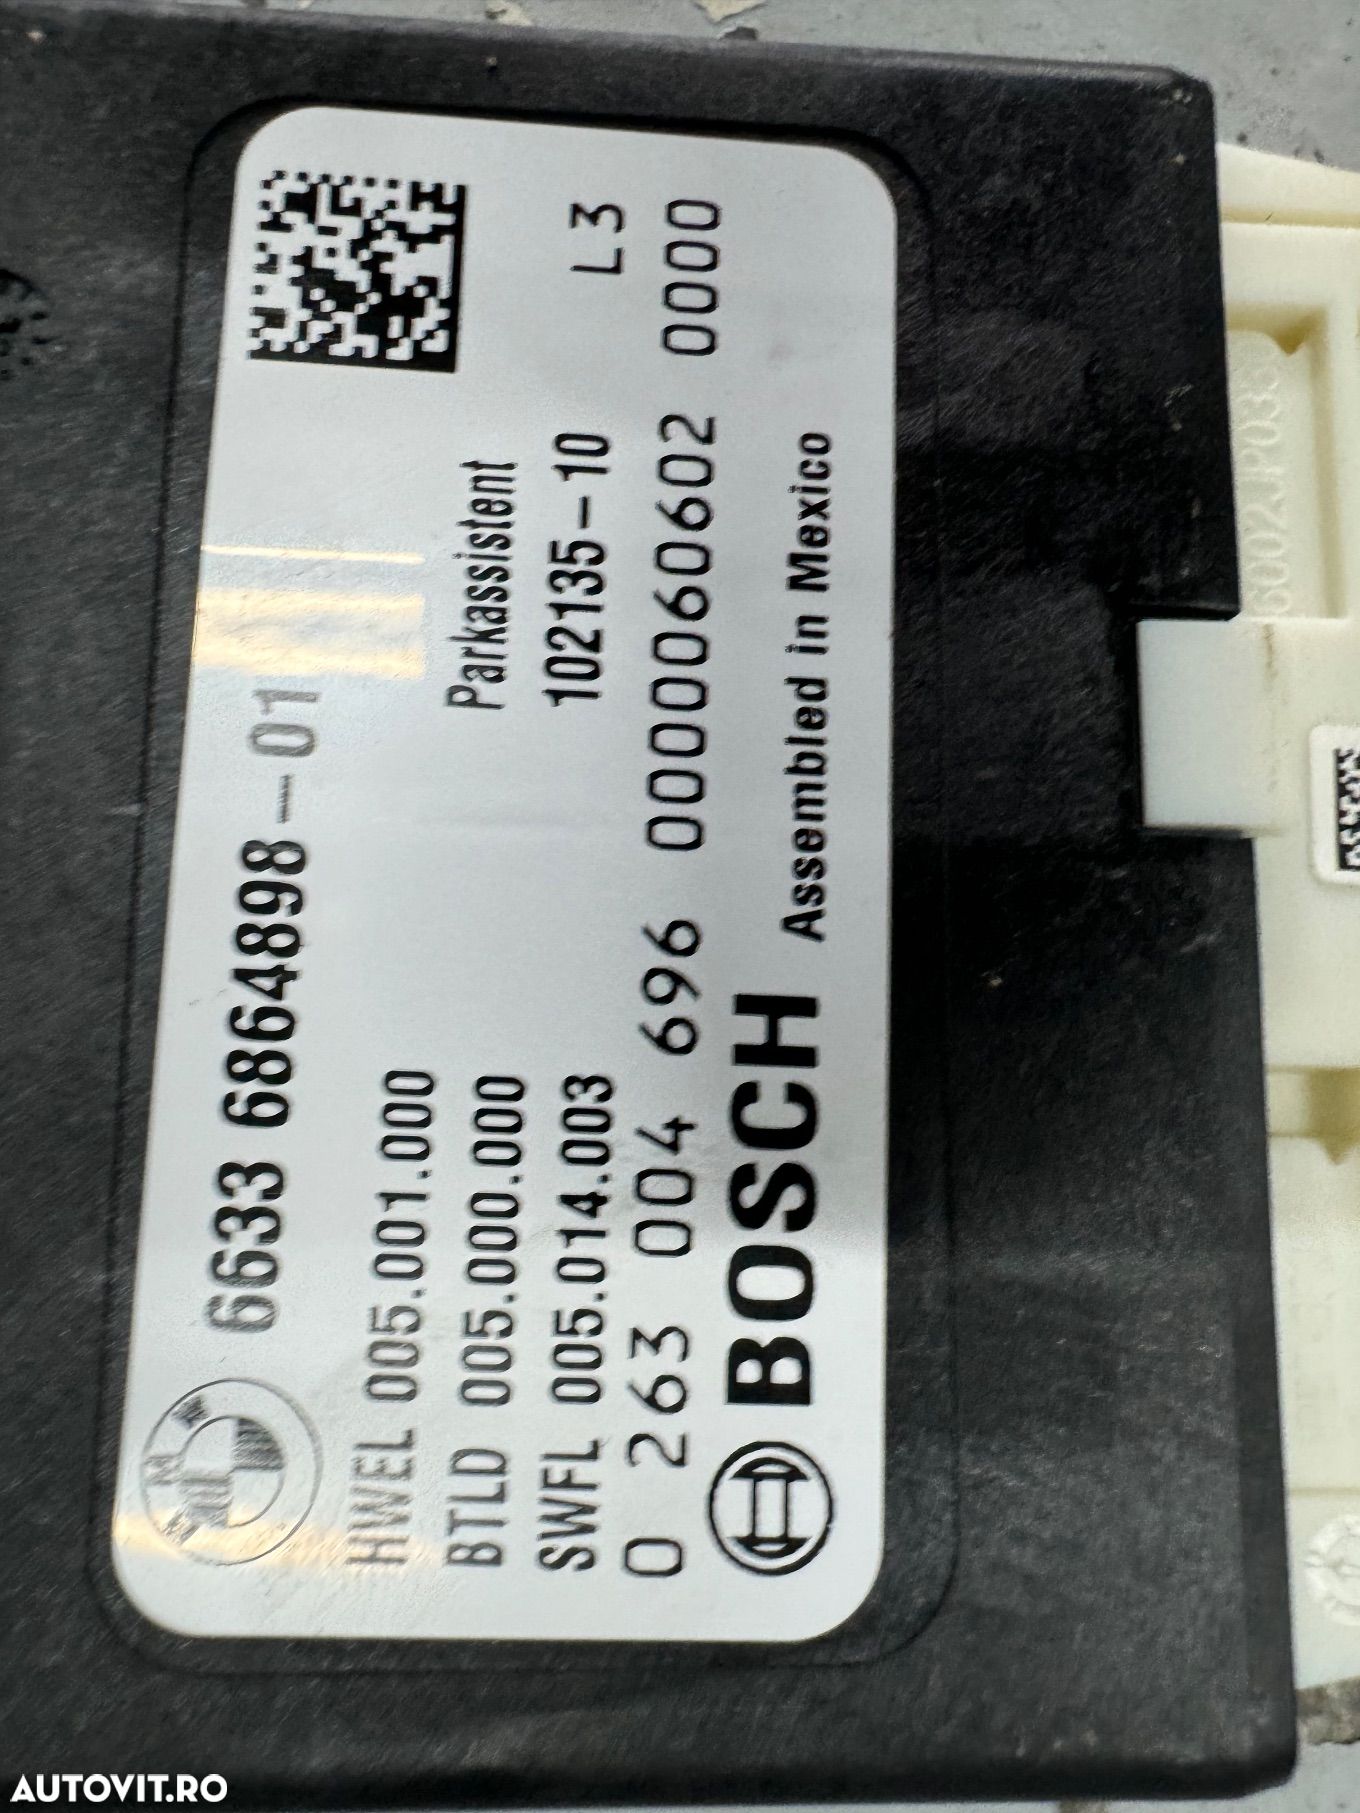 BMW 6633 6864898-01
HWEL 005.001.000
BTLD 005.000.000 Parkassistent
SWFL 005.014.003 102135-10 L3
0 263 004 696 0000060602 0000
BOSCH Assembled in Mexico
AUTOVIT.RO